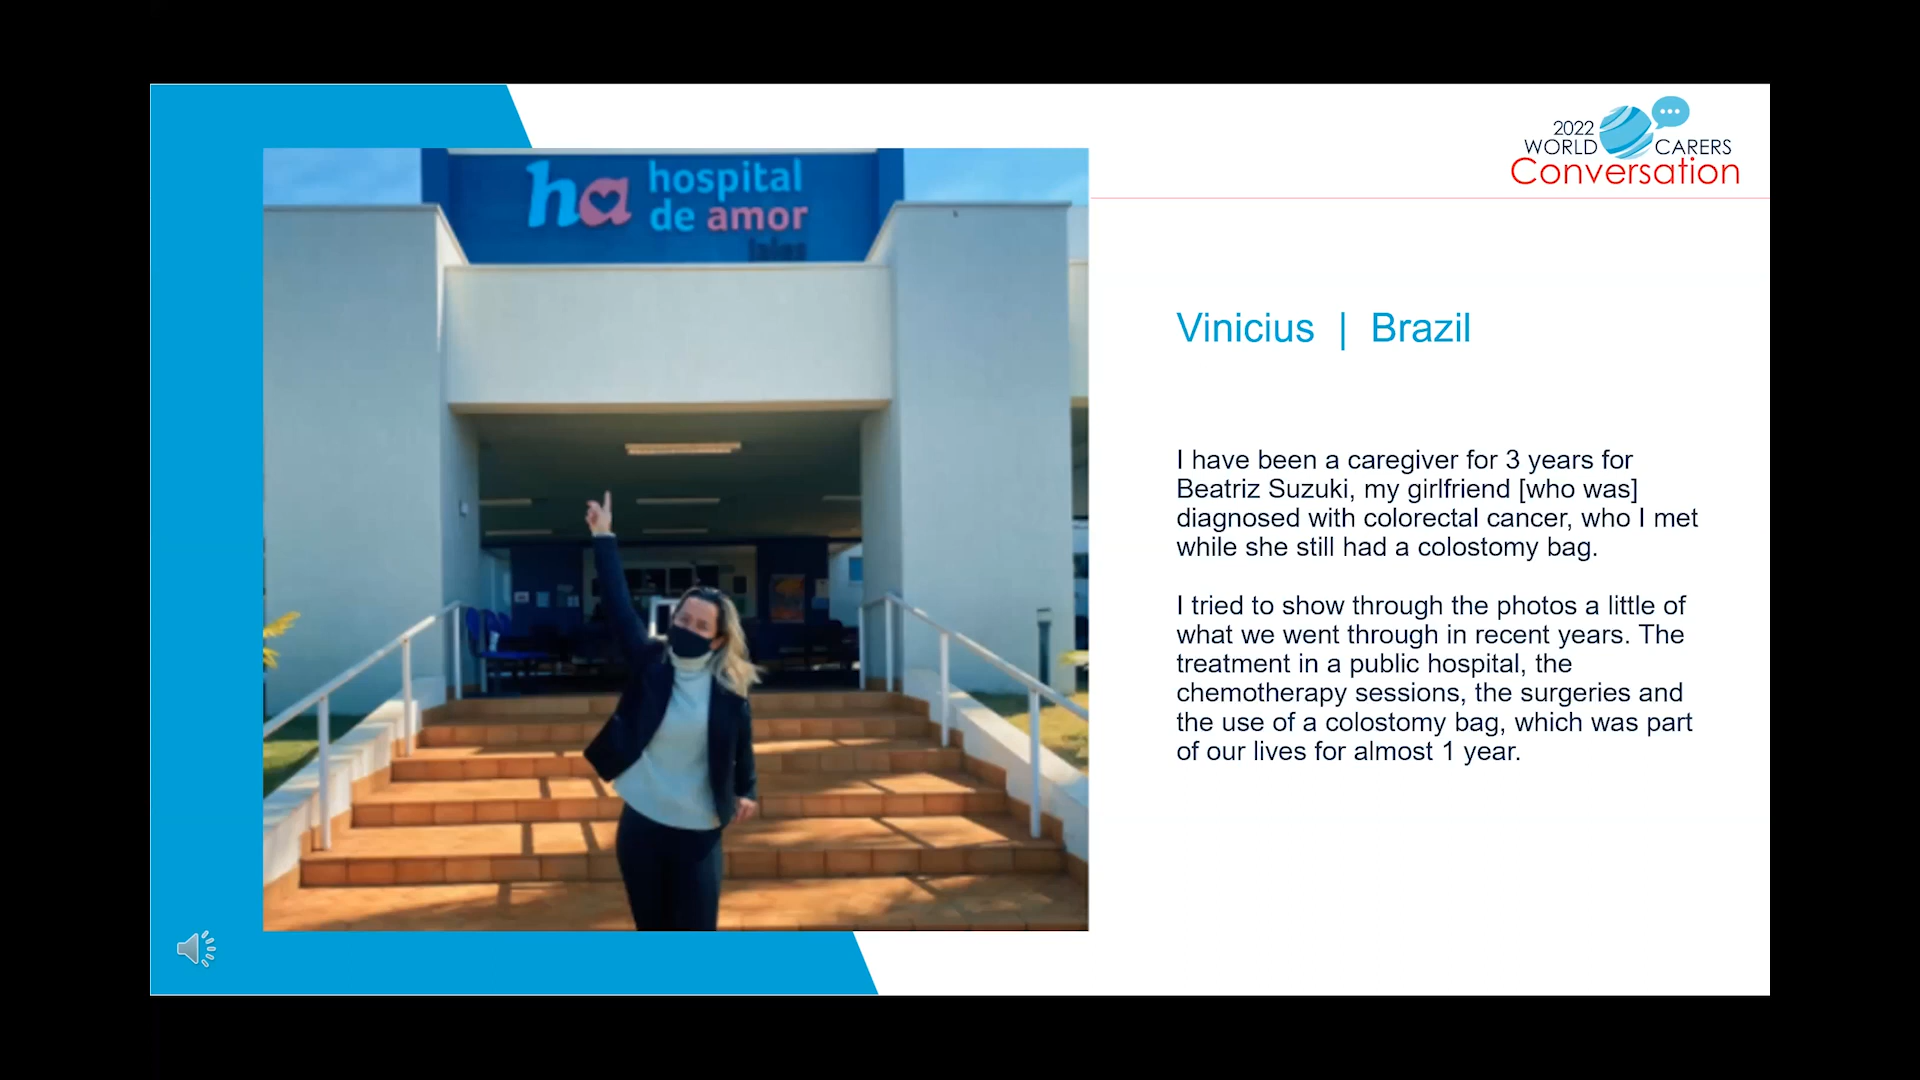 ha hospital
de amor
2022
WORLD CARERS
Conversation
Vinicius | Brazil
I have been a caregiver for 3 years for
Beatriz Suzuki, my girlfriend [who was]
diagnosed with colorectal cancer, who I met
while she still had a colostomy bag.
I tried to show through the photos a little of
what we went through in recent years. The
treatment in a public hospital, the
chemotherapy sessions, the surgeries and
the use of a colostomy bag, which was part
of our lives for almost 1 year.